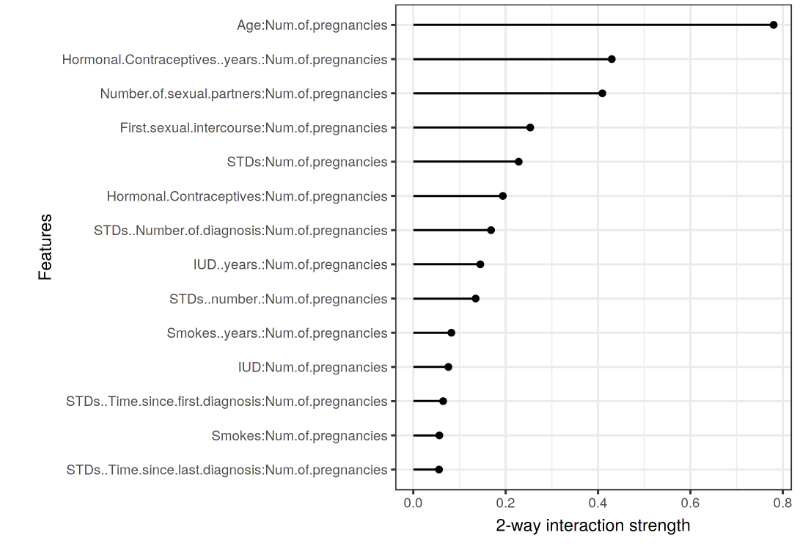 Age:Num.of.pregnancies
Hormonal.Contraceptives..years.:Num.of.pregnancies
Number.of.sexual.partners:Num.of.pregnancies
First.sexual.intercourse:Num.of.pregnancies
STDs:Num.of.pregnancies
Hormonal.Contraceptives:Num.of.pregnancies
STDs..Number.of.diagnosis:Num.of.pregnancies
IUD..years.:Num.of.pregnancies
STDs..number.:Num.of.pregnancies
Smokes..years.:Num.of.pregnancies
IUD:Num.of.pregnancies
STDs..Time.since.first.diagnosis:Num.of.pregnancies
Smokes:Num.of.pregnancies
STDs..Time.since.last.diagnosis:Num.of.pregnancies
Features
0.0 0.2 0.4 0.6 0.8
2-way interaction strength